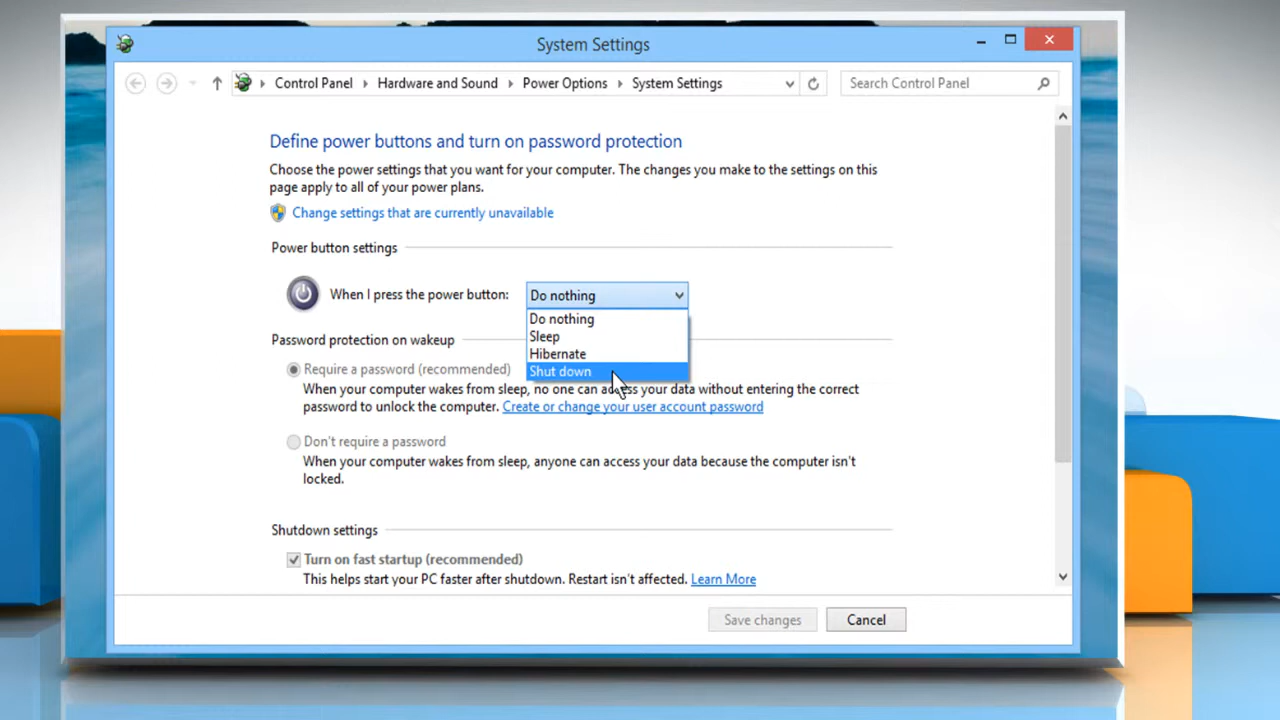 System Settings
Control Panel Hardware and Sound Power Options System Settings
Search Control Panel
Define power buttons and turn on password protection
Choose the power settings that you want for your computer. The changes you make to the settings on this
page apply to all of your power plans.
Change settings that are currently unavailable
Power button settings
When I press the power button:
Do nothing
Do nothing
Sleep
Hibernate
Shut down
Password protection on wakeup
Require a password (recommended)
When your computer wakes from sleep, no one can access your data without entering the correct
password to unlock the computer. Create or change your user account password
Don't require a password
When your computer wakes from sleep, anyone can access your data because the computer isn't
locked.
Shutdown settings
Turn on fast startup (recommended)
This helps start your PC faster after shutdown. Restart isn't affected. Learn More
Save changes
Cancel